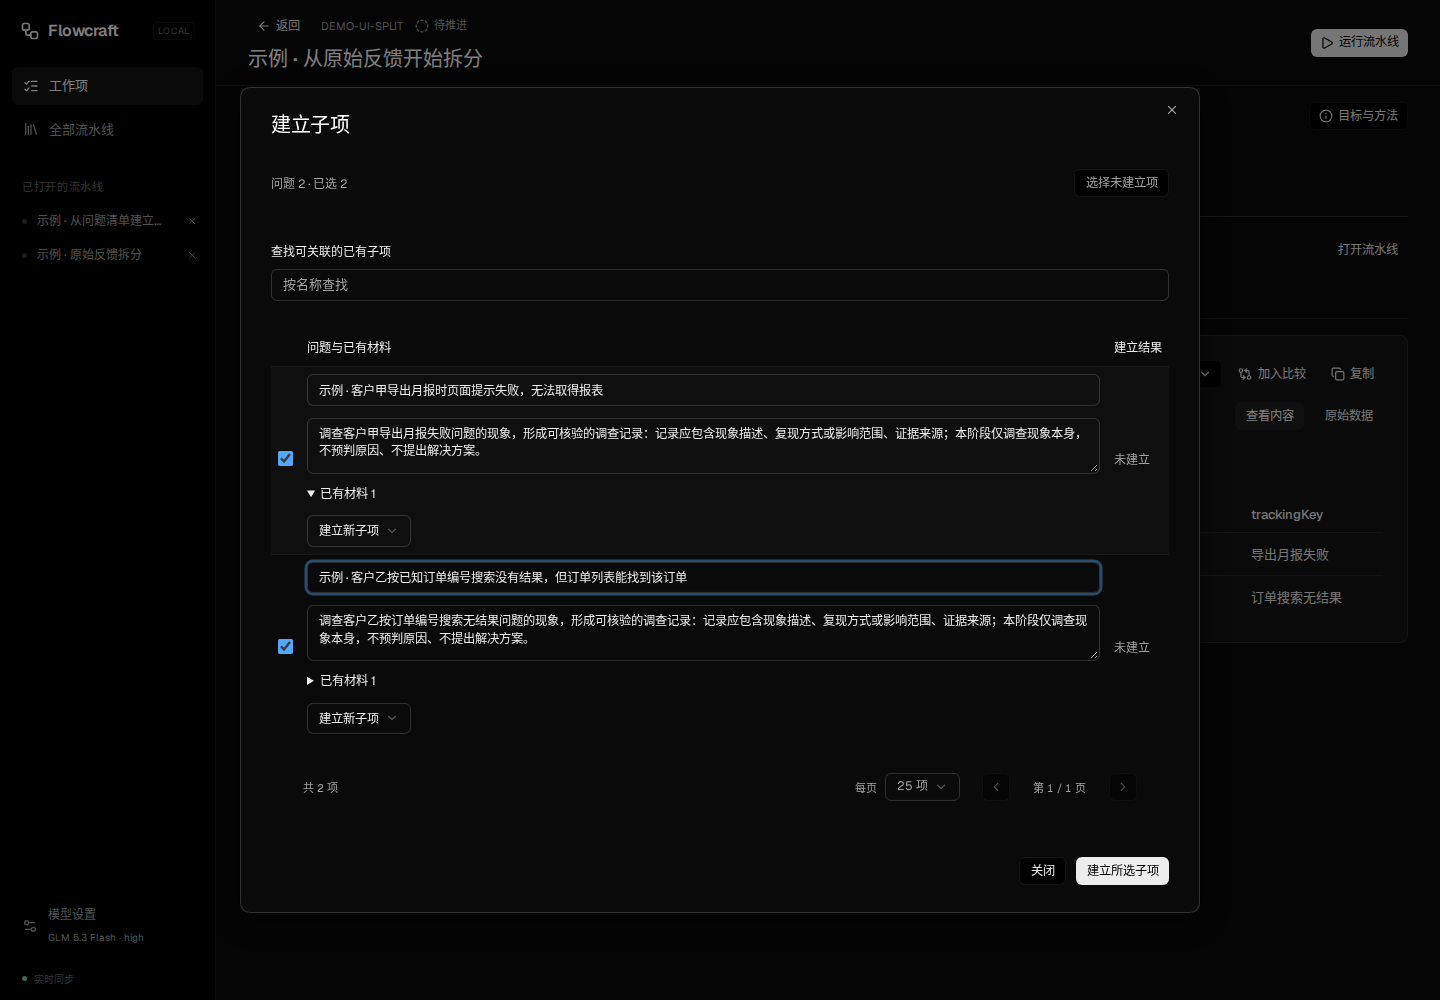 Flowcraft
LOCAL
工作项
全部流水线
已打开的流水线
示例 · 从问题清单建立...
示例 · 原始反馈拆分
模型设置
GLM 5.3 Flash · high
实时同步
返回
DEMO-UI-SPLIT
待推进
示例 · 从原始反馈开始拆分
运行流水线
目标与方法
打开流水线
加入比较
复制
查看内容
原始数据
trackingKey
导出月报失败
订单搜索无结果
建立子项
问题 2 · 已选 2
选择未建立项
查找可关联的已有子项
按名称查找
问题与已有材料
建立结果
示例 · 客户甲导出月报时页面提示失败，无法取得报表
调查客户甲导出月报失败问题的现象，形成可核验的调查记录：记录应包含现象描述、复现方式或影响范围、证据来源；本阶段仅调查现象本身，
不预判原因、不提出解决方案。
未建立
已有材料 1
建立新子项
示例 · 客户乙按已知订单编号搜索没有结果，但订单列表能找到该订单
调查客户乙按订单编号搜索无结果问题的现象，形成可核验的调查记录：记录应包含现象描述、复现方式或影响范围、证据来源；本阶段仅调查现
象本身，不预判原因、不提出解决方案。
未建立
已有材料 1
建立新子项
共 2 项
每页
25 项
第 1 / 1 页
关闭
建立所选子项